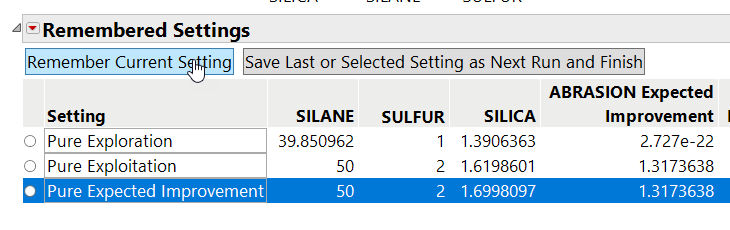 SILICA SILANE SULFUR
Remembered Settings
Remember Current Setting Save Last or Selected Setting as Next Run and Finish
ABRASION Expected
Setting SILANE SULFUR SILICA Improvement
Pure Exploration 39.850962 1 1.3906363 2.727e-22
Pure Exploitation 50 2 1.6198601 1.3173638
Pure Expected Improvement 50 2 1.6998097 1.3173638